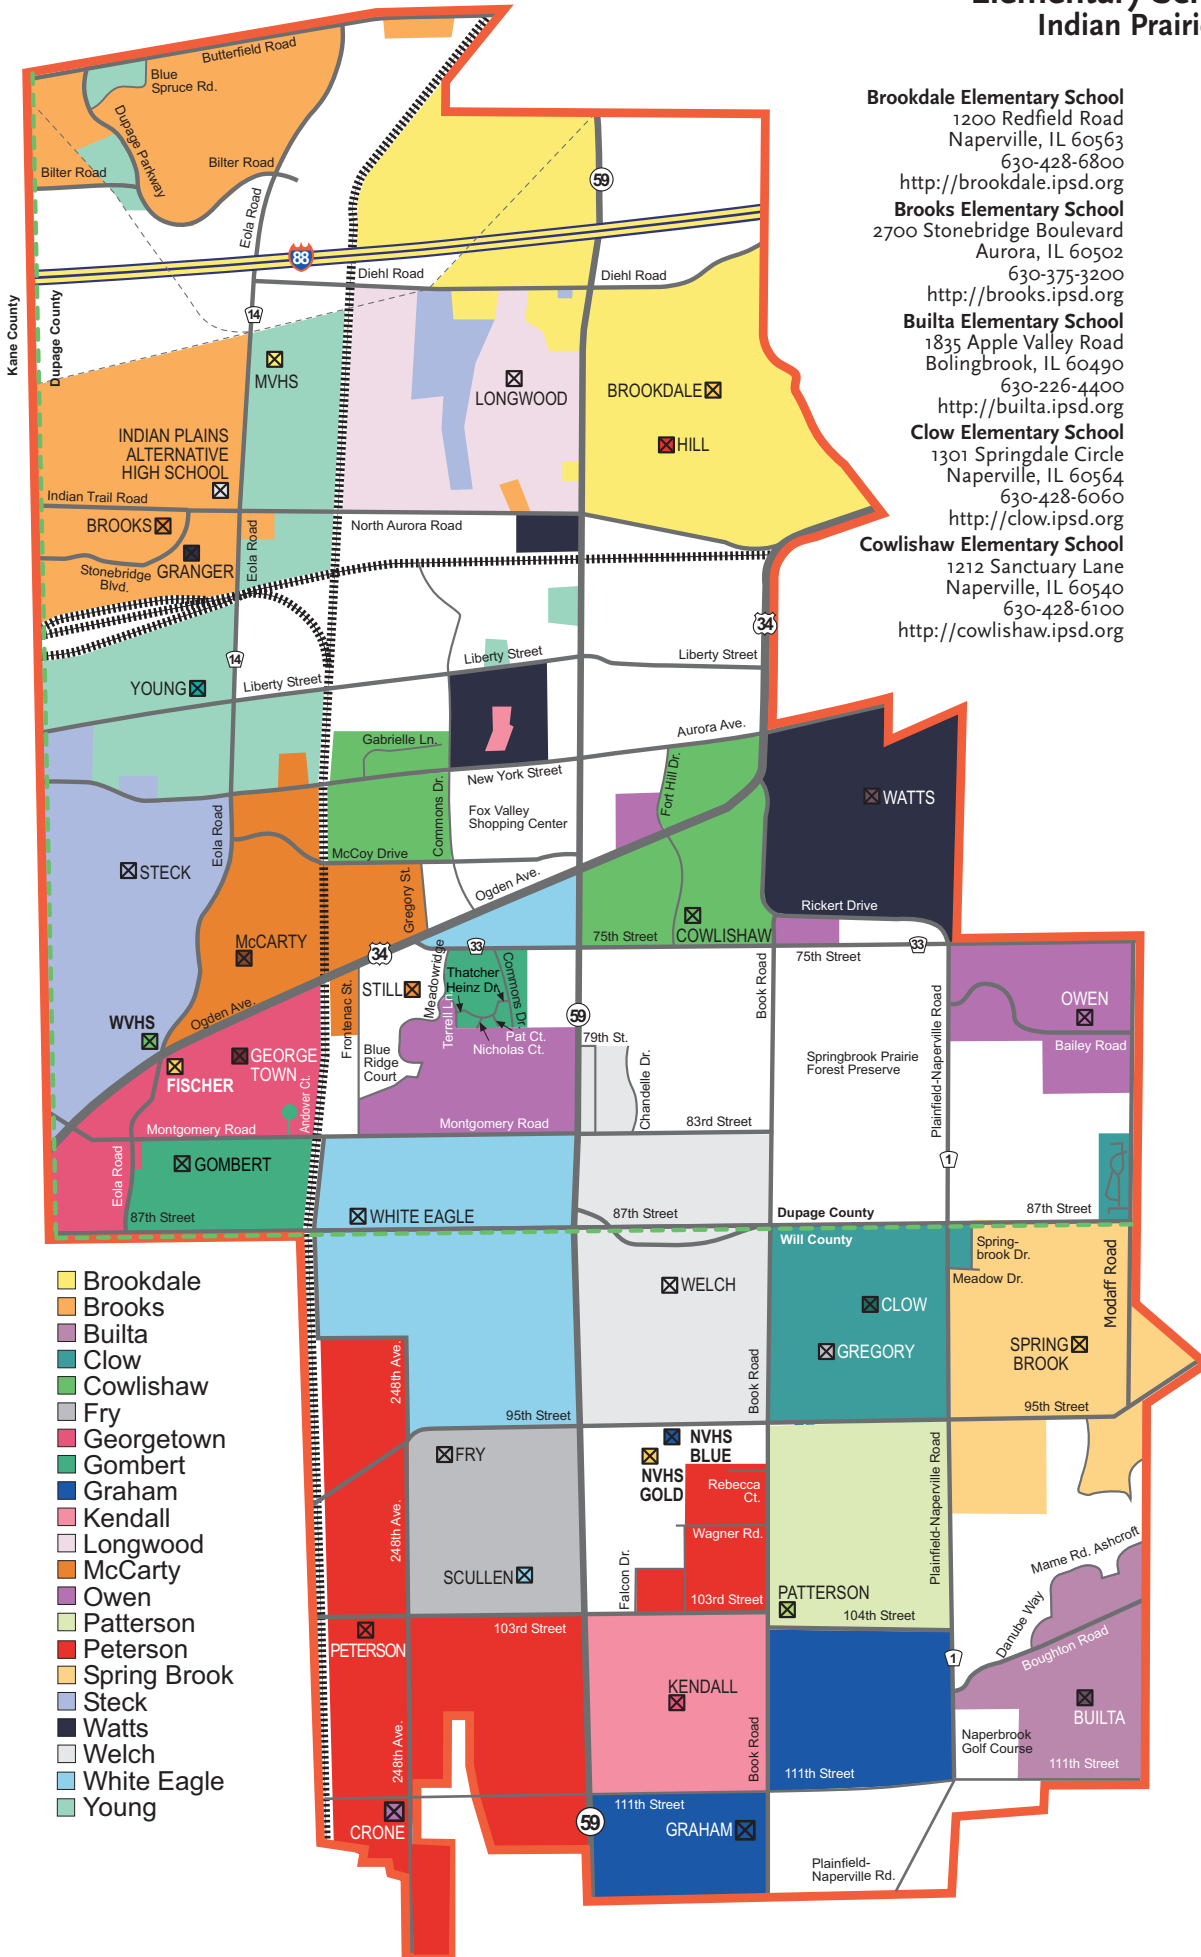 Indian Prairi
Brookdale Elementary School
1200 Redfield Road
Naperville, IL 60563
630-428-6800
http://brookdale.ipsd.org
Brooks Elementary School
2700 Stonebridge Boulevard
Aurora, IL 60502
630-375-3200
http://brooks.ipsd.org
Builta Elementary School
1835 Apple Valley Road
Bolingbrook, IL 60490
630-226-4400
http://builta.ipsd.org
Clow Elementary School
1301 Springdale Circle
Naperville, IL 60564
630-428-6060
http://clow.ipsd.org
Cowlishaw Elementary School
1212 Sanctuary Lane
Naperville, IL 60540
630-428-6100
http://cowlishaw.ipsd.org
Butterfield Road
Blue
Spruce Rd.
Dupage Parkway
Bilter Road
Bilter Road
Eola Road
59
88
Diehl Road
Diehl Road
Kane County
Dupage County
14
MVHS
LONGWOOD
BROOKDALE
HILL
INDIAN PLAINS
ALTERNATIVE
HIGH SCHOOL
Indian Trail Road
BROOKS
North Aurora Road
Eola Road
Stonebridge
Blvd.
GRANGER
34
14
YOUNG
Liberty Street
Liberty Street
Liberty Street
Gabrielle Ln.
Aurora Ave.
New York Street
Commons Dr.
Fort Hill Dr.
Fox Valley
Shopping Center
WATTS
Eola Road
McCoy Drive
STECK
Ogden Ave.
Gregory St.
Rickert Drive
McCARTY
34
33
75th Street
COWLISHAW
33
75th Street
Meadowridge
Thatcher
Heinz Dr.
Commons Dr.
STILL
Frontenac St.
Terrell Ln.
Book Road
Plainfield-Naperville Road
OWEN
Ogden Ave.
WVHS
59
79th St.
Pat Ct.
Nicholas Ct.
Bailey Road
FISCHER
GEORGE
TOWN
Blue
Ridge
Court
Chandelle Dr.
Springbrook Prairie
Forest Preserve
Andover Ct.
Montgomery Road
Montgomery Road
83rd Street
Eola Road
GOMBERT
1
87th Street
WHITE EAGLE
87th Street
Dupage County
87th Street
Will County
Spring-
brook Dr.
Meadow Dr.
Modaff Road
WELCH
CLOW
GREGORY
SPRING
BROOK
248th Ave.
Book Road
95th Street
95th Street
FRY
NVHS
BLUE
NVHS
GOLD
Rebecca
Ct.
Plainfield-Naperville Road
248th Ave.
Wagner Rd.
Mame Rd. Ashcroft
SCULLEN
Falcon Dr.
103rd Street
PATTERSON
104th Street
Danube Way
103rd Street
PETERSON
1
Boughton Road
KENDALL
BUILTA
248th Ave.
Book Road
Naperbrook
Golf Course
111th Street
111th Street
111th Street
CRONE
59
GRAHAM
Plainfield-
Naperville Rd.
Brookdale
Brooks
Builta
Clow
Cowlishaw
Fry
Georgetown
Gombert
Graham
Kendall
Longwood
McCarty
Owen
Patterson
Peterson
Spring Brook
Steck
Watts
Welch
White Eagle
Young